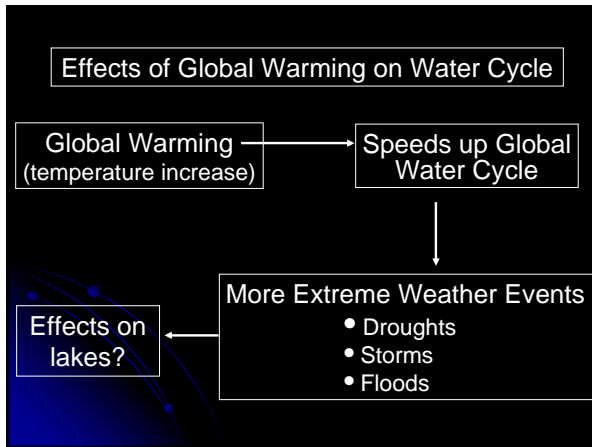 Effects of Global Warming on Water Cycle
Global Warming
(temperature increase)
Speeds up Global
Water Cycle
More Extreme Weather Events
• Droughts
• Storms
• Floods
Effects on
lakes?